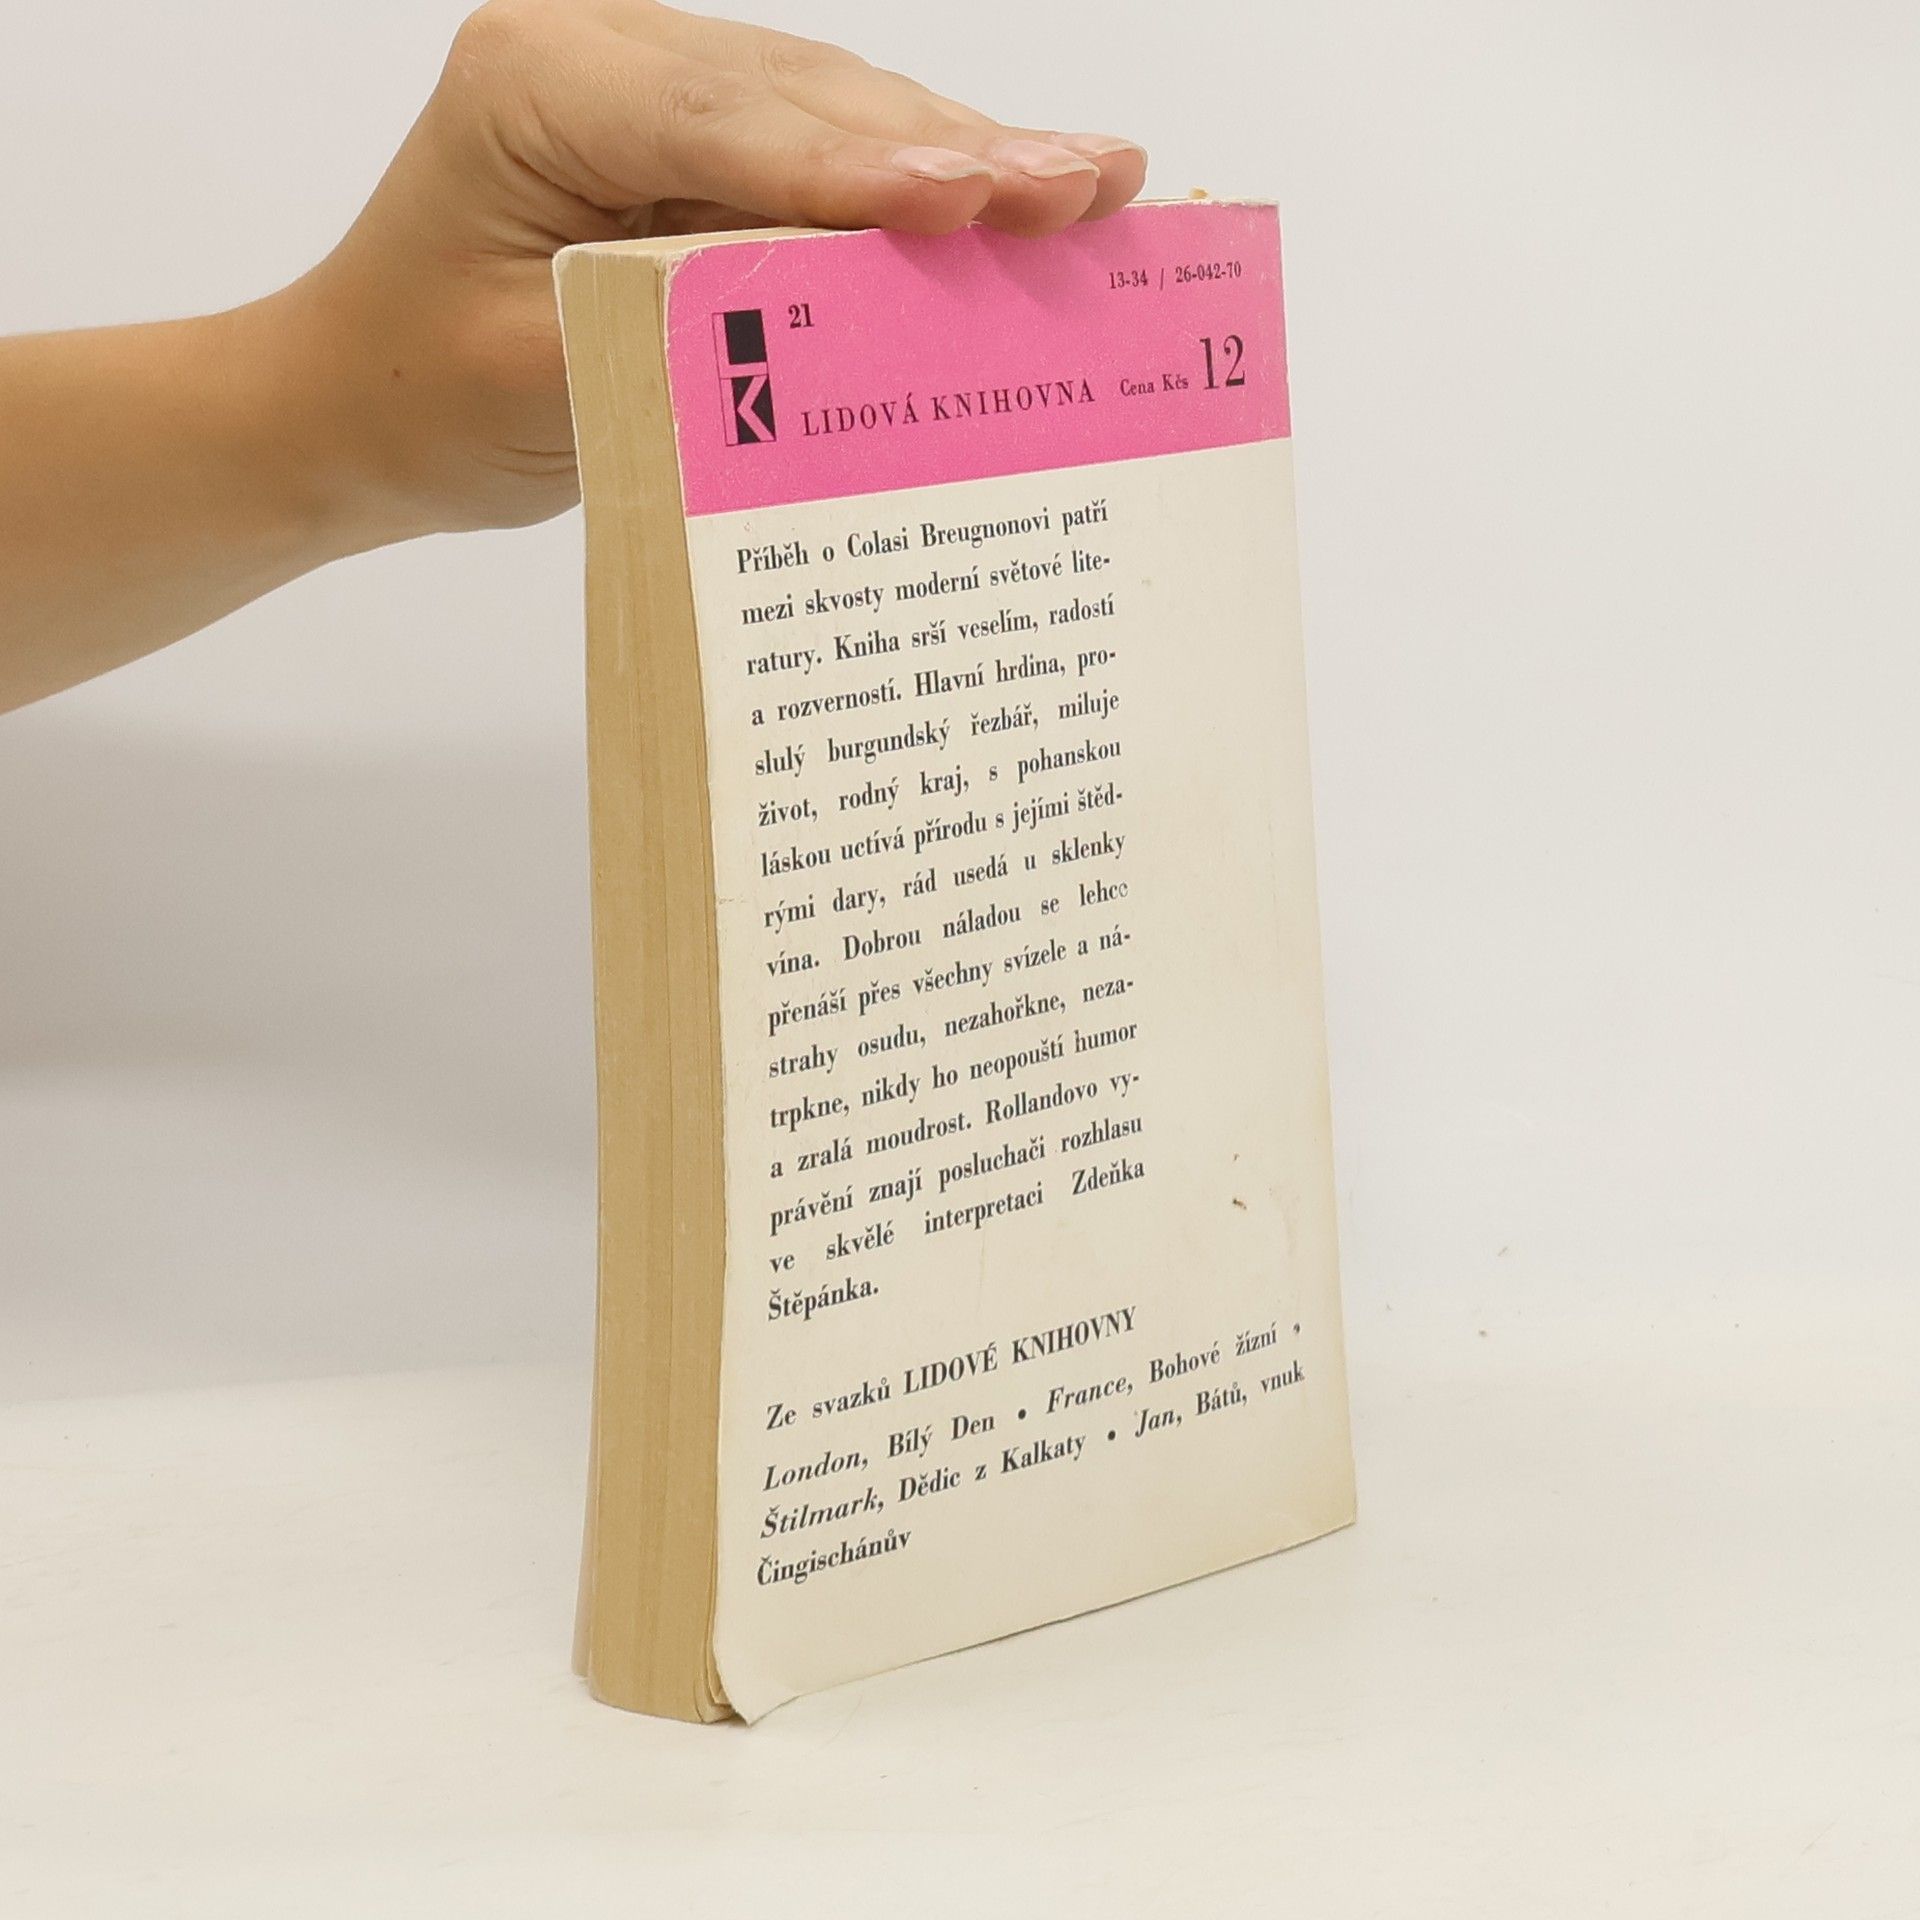 13-34 / 26-042-70
LK
21
LIDOVÁ KNIHOVNA Cena Kčs 12
Příběh o Colasi Breugnonovi patří
mezi skvosty moderní světové lite-
ratury. Kniha srší veselím, radostí
a rozverností. Hlavní hrdina, pro-
slulý burgundský řezbář, miluje
život, rodný kraj, s pohanskou
láskou uctívá přírodu s jejími štěd-
rými dary, rád usedá u sklenky
vína. Dobrou náladou se lehce
přenáší přes všechny svízele a ná-
strahy osudu, nezahořkne, neza-
trpkne, nikdy ho neopouští humor
a zralá moudrost. Rollandovo vy-
právění znají posluchači rozhlasu
ve skvělé interpretaci Zdeňka
Štěpánka.
Ze svazků LIDOVÉ KNIHOVNY
London, Bílý Den • France, Bohové žízní •
Štilmark, Dědic z Kalkaty • Jan, Bátú, vnuk
Čingischánův